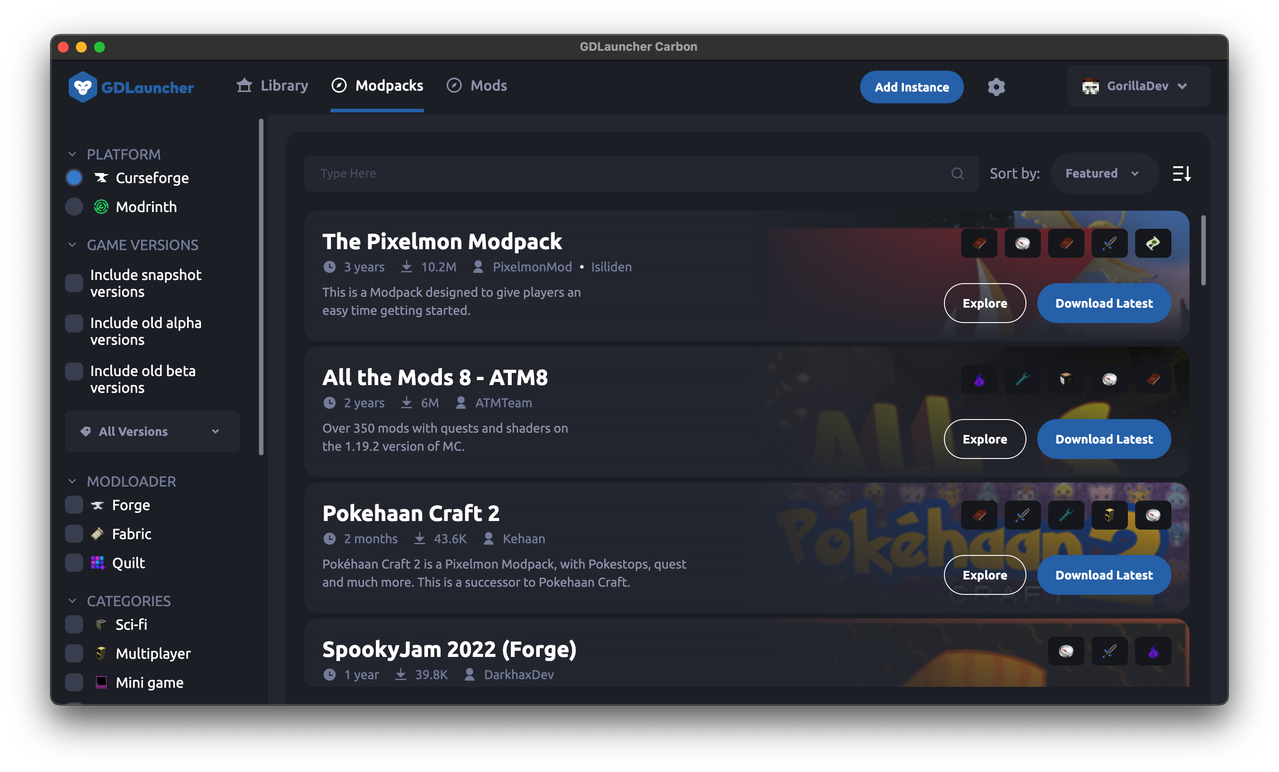 GDLauncher Carbon
GDLauncher
Library
Modpacks
Mods
Add Instance
GorillaDev
PLATFORM
Curseforge
Modrinth
GAME VERSIONS
Include snapshot
versions
Include old alpha
versions
Include old beta
versions
All Versions
MODLOADER
Forge
Fabric
Quilt
CATEGORIES
Sci-fi
Multiplayer
Mini game
Type Here
Sort by:
Featured
The Pixelmon Modpack
3 years 10.2M PixelmonMod • Isiliden
This is a Modpack designed to give players an
easy time getting started.
Explore
Download Latest
All the Mods 8 - ATM8
2 years 6M ATMTeam
Over 350 mods with quests and shaders on
the 1.19.2 version of MC.
ALL
Explore
Download Latest
Pokehaan Craft 2
2 months 43.6K Kehaan
Pokéhaan Craft 2 is a Pixelmon Modpack, with Pokestops, quest
and much more. This is a successor to Pokehaan Craft.
Pokéhaan 2
CRAFT
Explore
Download Latest
SpookyJam 2022 (Forge)
1 year 39.8K DarkhaxDev